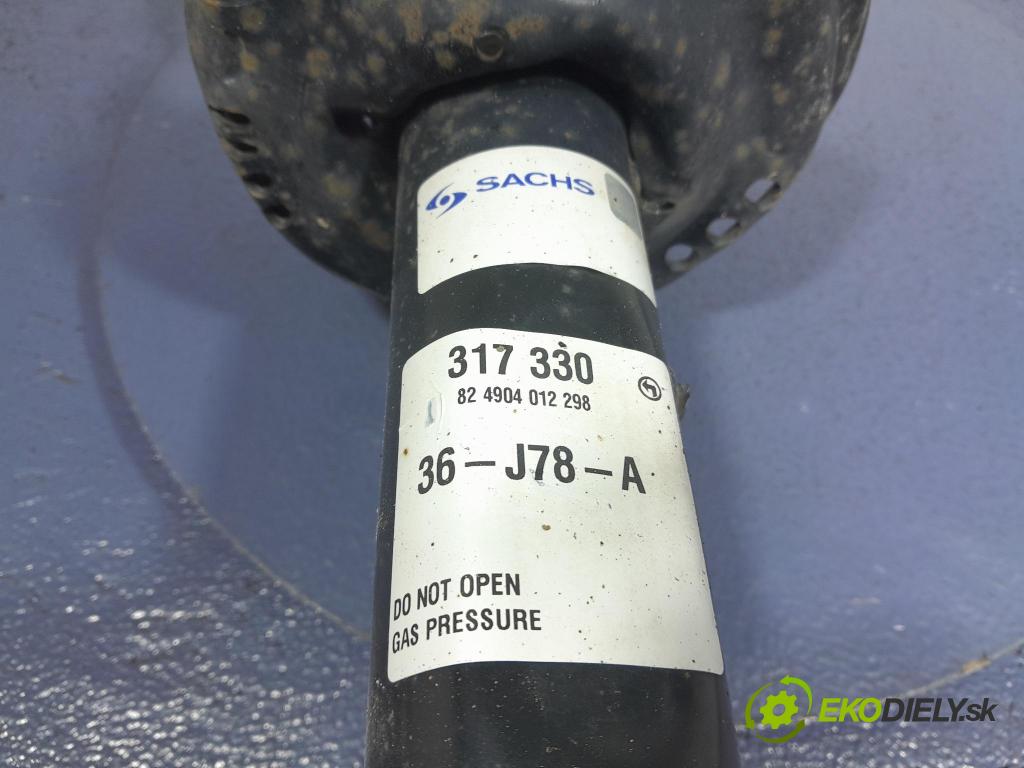 SACHS
317 330
82 4904 012 298
36-J78-A
DO NOT OPEN
GAS PRESSURE
EKODIELY.sk